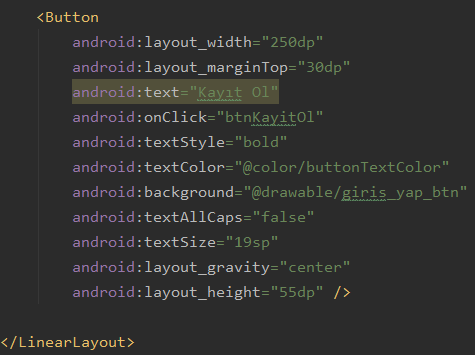 <Button
android:layout_width="250dp"
android:layout_marginTop="30dp"
android:text="Kayıt Ol"
android:onClick="btnKayitOl"
android:textStyle="bold"
android:textColor="@color/buttonTextColor"
android:background="@drawable/giris_yap_btn"
android:textAllCaps="false"
android:textSize="19sp"
android:layout_gravity="center"
android:layout_height="55dp" />
</LinearLayout>